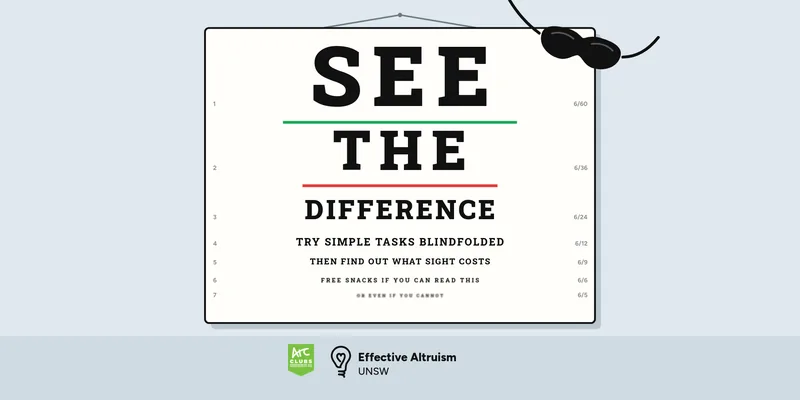 SEE
1 6/60
THE
2 6/36
DIFFERENCE
3 6/24
4 TRY SIMPLE TASKS BLINDFOLDED 6/12
5 THEN FIND OUT WHAT SIGHT COSTS 6/9
6 FREE SNACKS IF YOU CAN READ THIS 6/6
7 OR EVEN IF YOU CANNOT 6/5
Arc
CLUBS
Effective Altruism
UNSW